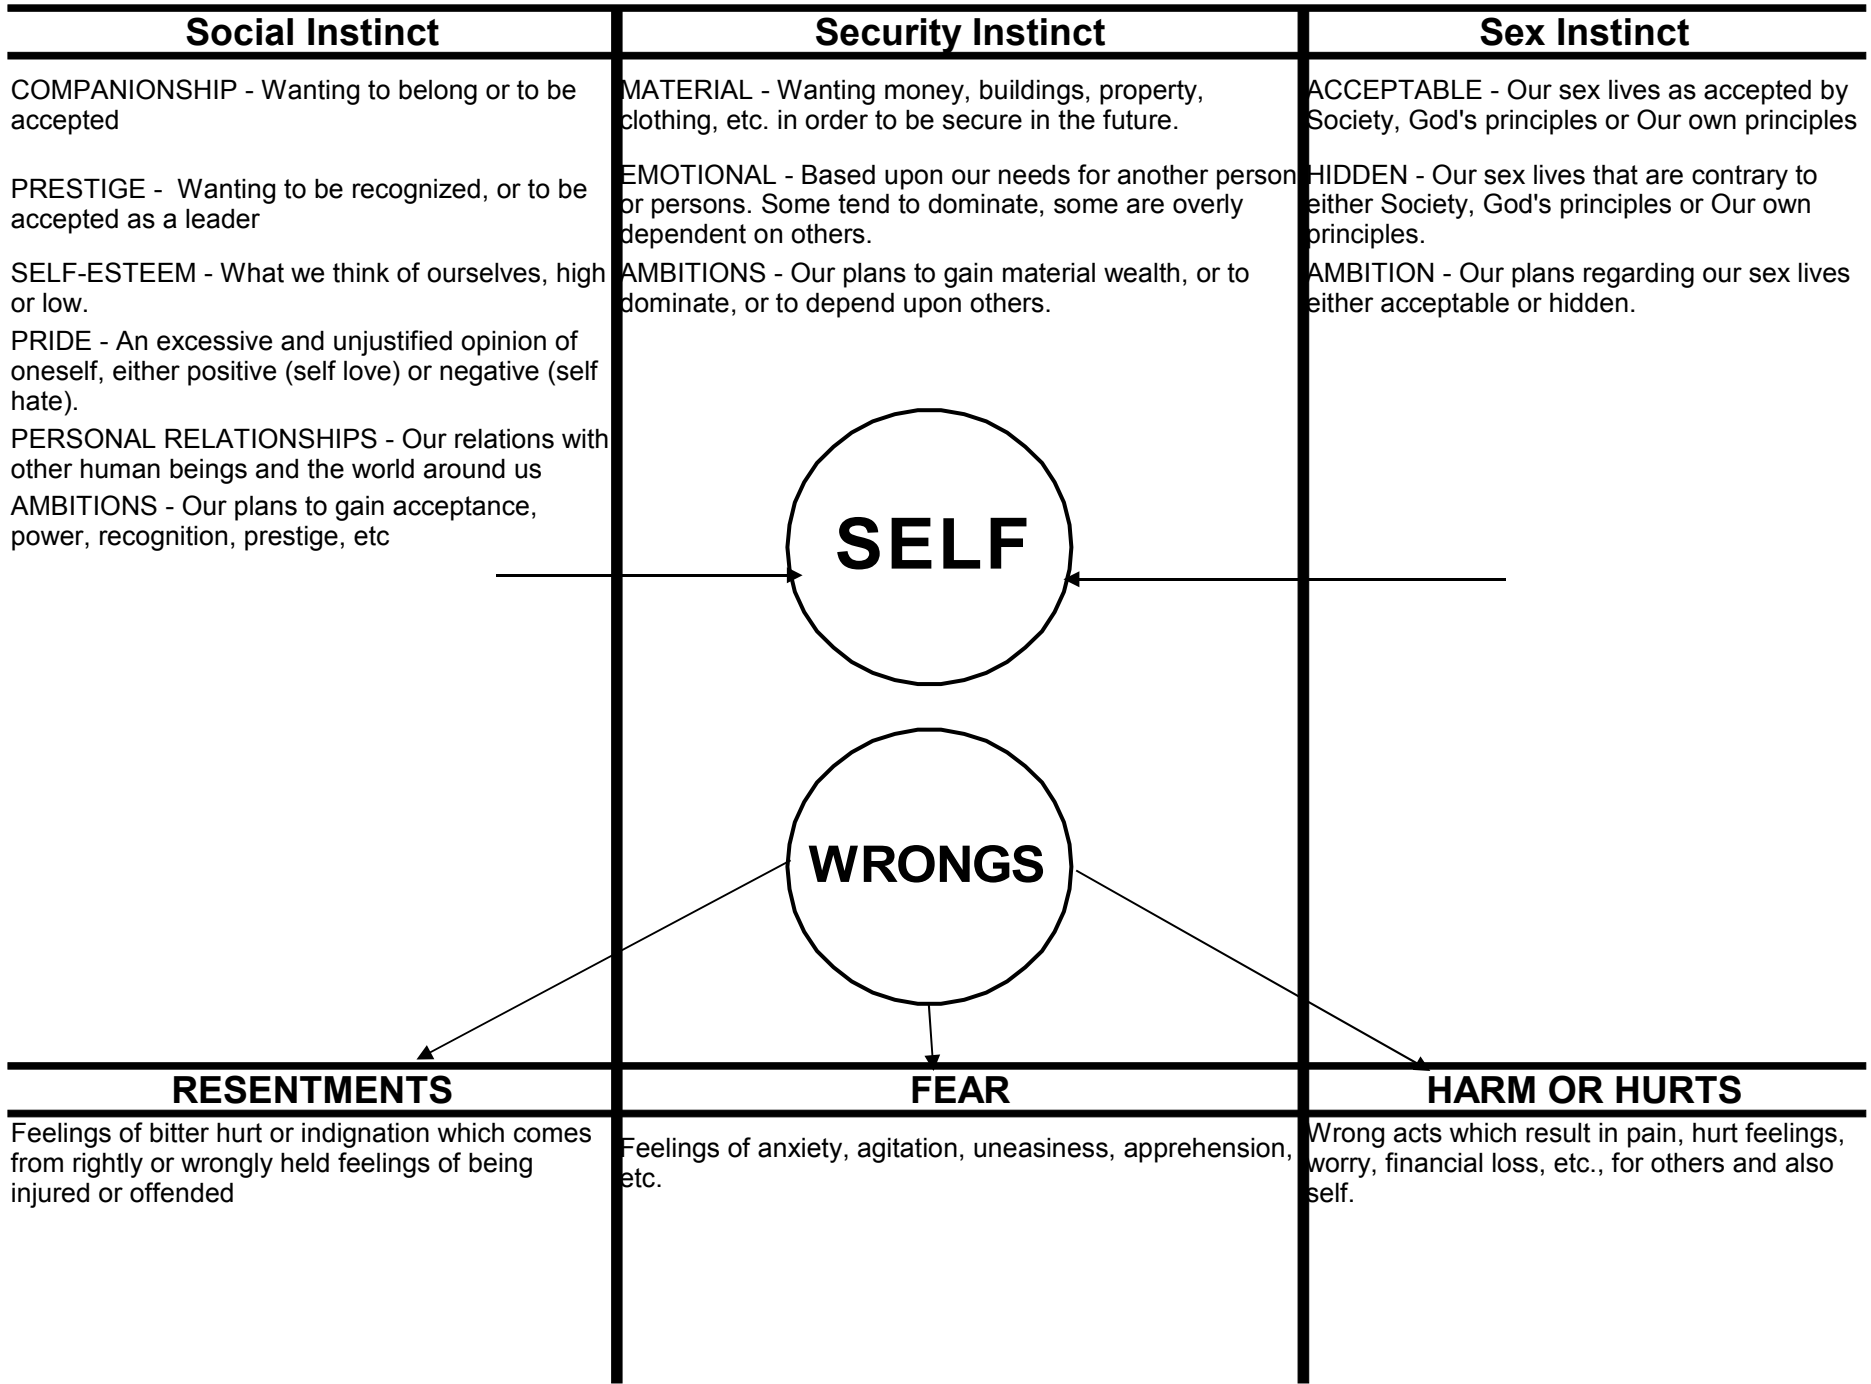 Social Instinct
Security Instinct
Sex Instinct
COMPANIONSHIP - Wanting to belong or to be
accepted
PRESTIGE -  Wanting to be recognized, or to be
accepted as a leader
SELF-ESTEEM - What we think of ourselves, high
or low.
PRIDE - An excessive and unjustified opinion of
oneself, either positive (self love) or negative (self
hate).
PERSONAL RELATIONSHIPS - Our relations with
other human beings and the world around us
AMBITIONS - Our plans to gain acceptance,
power, recognition, prestige, etc
MATERIAL - Wanting money, buildings, property,
clothing, etc. in order to be secure in the future.
EMOTIONAL - Based upon our needs for another person
or persons. Some tend to dominate, some are overly
dependent on others.
AMBITIONS - Our plans to gain material wealth, or to
dominate, or to depend upon others.
ACCEPTABLE - Our sex lives as accepted by
Society, God's principles or Our own principles
HIDDEN - Our sex lives that are contrary to
either Society, God's principles or Our own
principles.
AMBITION - Our plans regarding our sex lives
either acceptable or hidden.
SELF
WRONGS
RESENTMENTS
FEAR
HARM OR HURTS
Feelings of bitter hurt or indignation which comes
from rightly or wrongly held feelings of being
injured or offended
Feelings of anxiety, agitation, uneasiness, apprehension,
etc.
Wrong acts which result in pain, hurt feelings,
worry, financial loss, etc., for others and also
self.